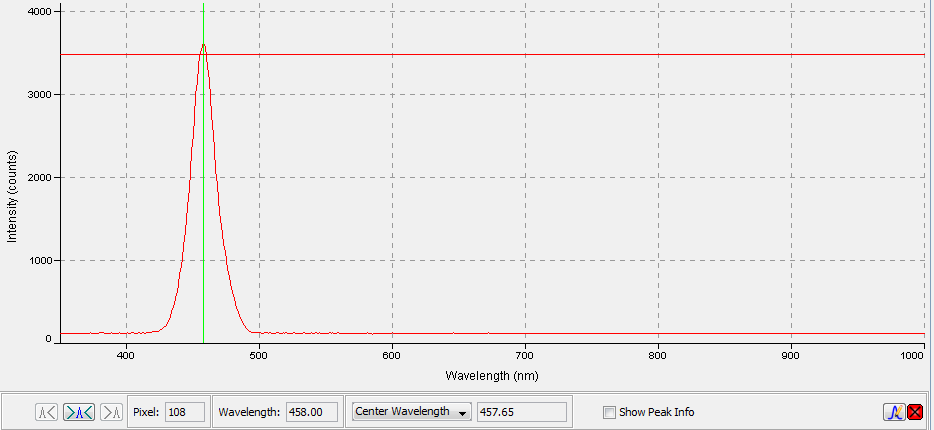 4000
3000
2000
1000
0
Intensity (counts)
400 500 600 700 800 900 1000
Wavelength (nm)
Pixel: 108 Wavelength: 458.00 Center Wavelength 457.65 Show Peak Info